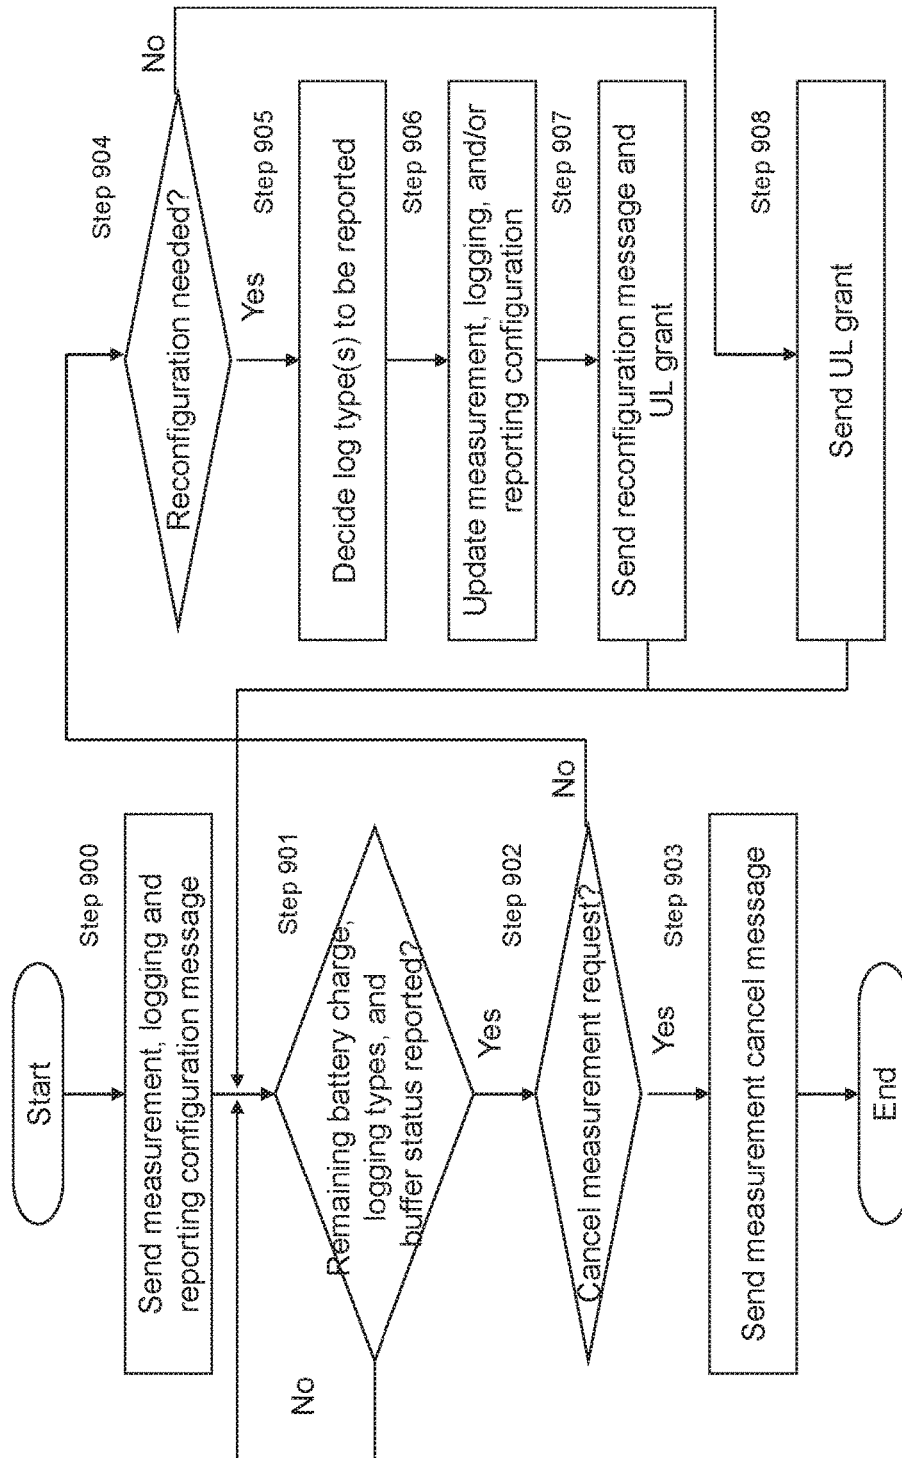 Start
Step 900
Send measurement, logging and
reporting configuration message
Step 901
Remaining battery charge,
logging types, and
buffer status reported?
No
Yes
Step 902
Cancel measurement request?
No
Yes
Step 903
Send measurement cancel message
End
Step 904
Reconfiguration needed?
No
Yes
Step 905
Decide log type(s) to be reported
Step 906
Update measurement, logging, and/or
reporting configuration
Step 907
Send reconfiguration message and
UL grant
Step 908
Send UL grant